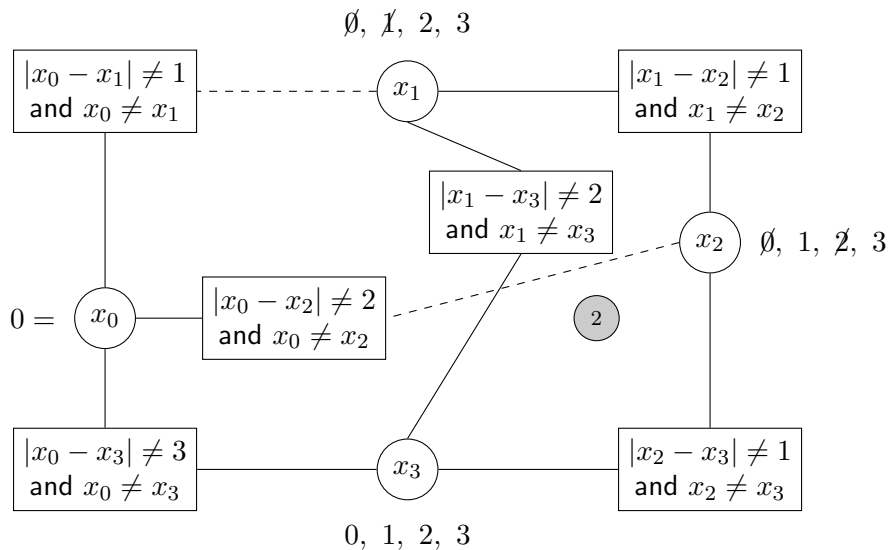 0̸, 1̸, 2, 3
|x₀ − x₁| ≠ 1
and x₀ ≠ x₁
x₁
|x₁ − x₂| ≠ 1
and x₁ ≠ x₂
|x₁ − x₃| ≠ 2
and x₁ ≠ x₃
x₂
0̸, 1, 2̸, 3
0 = x₀
|x₀ − x₂| ≠ 2
and x₀ ≠ x₂
2
|x₀ − x₃| ≠ 3
and x₀ ≠ x₃
x₃
|x₂ − x₃| ≠ 1
and x₂ ≠ x₃
0, 1, 2, 3